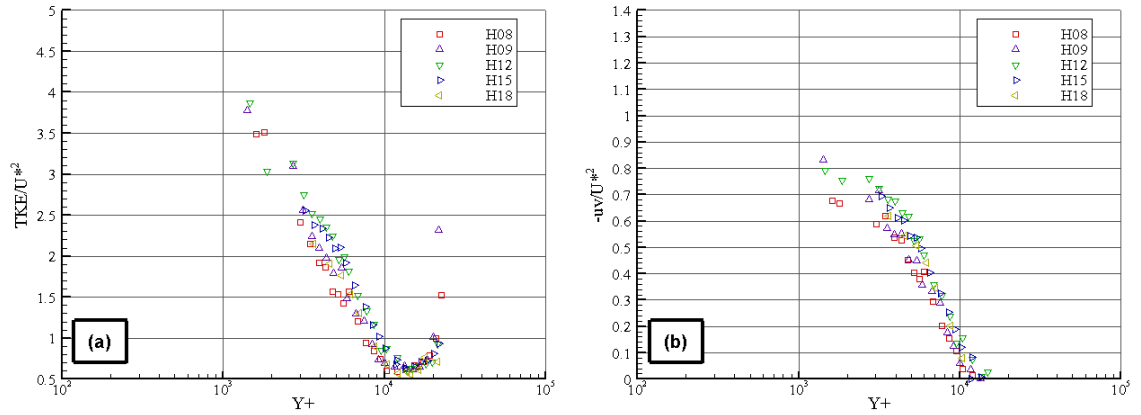 TKE/U*²
5
4.5
4
3.5
3
2.5
2
1.5
1
0.5
10²
10³
10⁴
10⁵
Y+
H08
H09
H12
H15
H18
(a)
-uv/U*²
1.4
1.3
1.2
1.1
1
0.9
0.8
0.7
0.6
0.5
0.4
0.3
0.2
0.1
0
10²
10³
10⁴
10⁵
Y+
H08
H09
H12
H15
H18
(b)